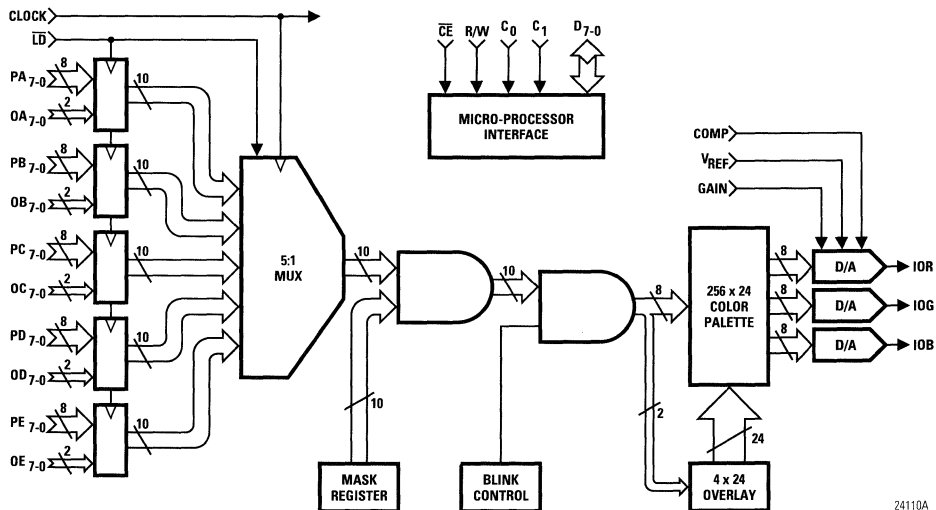 CLOCK
LD
PA7-0
8
10
OA7-0
2
PB7-0
8
10
OB7-0
2
PC7-0
8
10
OC7-0
2
PD7-0
8
10
OD7-0
2
PE7-0
8
10
OE7-0
2
5:1
MUX
10
10
MASK
REGISTER
10
BLINK
CONTROL
8
2
CE R/W C0 C1 D7-0
MICRO-PROCESSOR
INTERFACE
COMP
VREF
GAIN
256 x 24
COLOR
PALETTE
24
4 x 24
OVERLAY
8
D/A
IOR
8
D/A
IOG
8
D/A
IOB
24110A